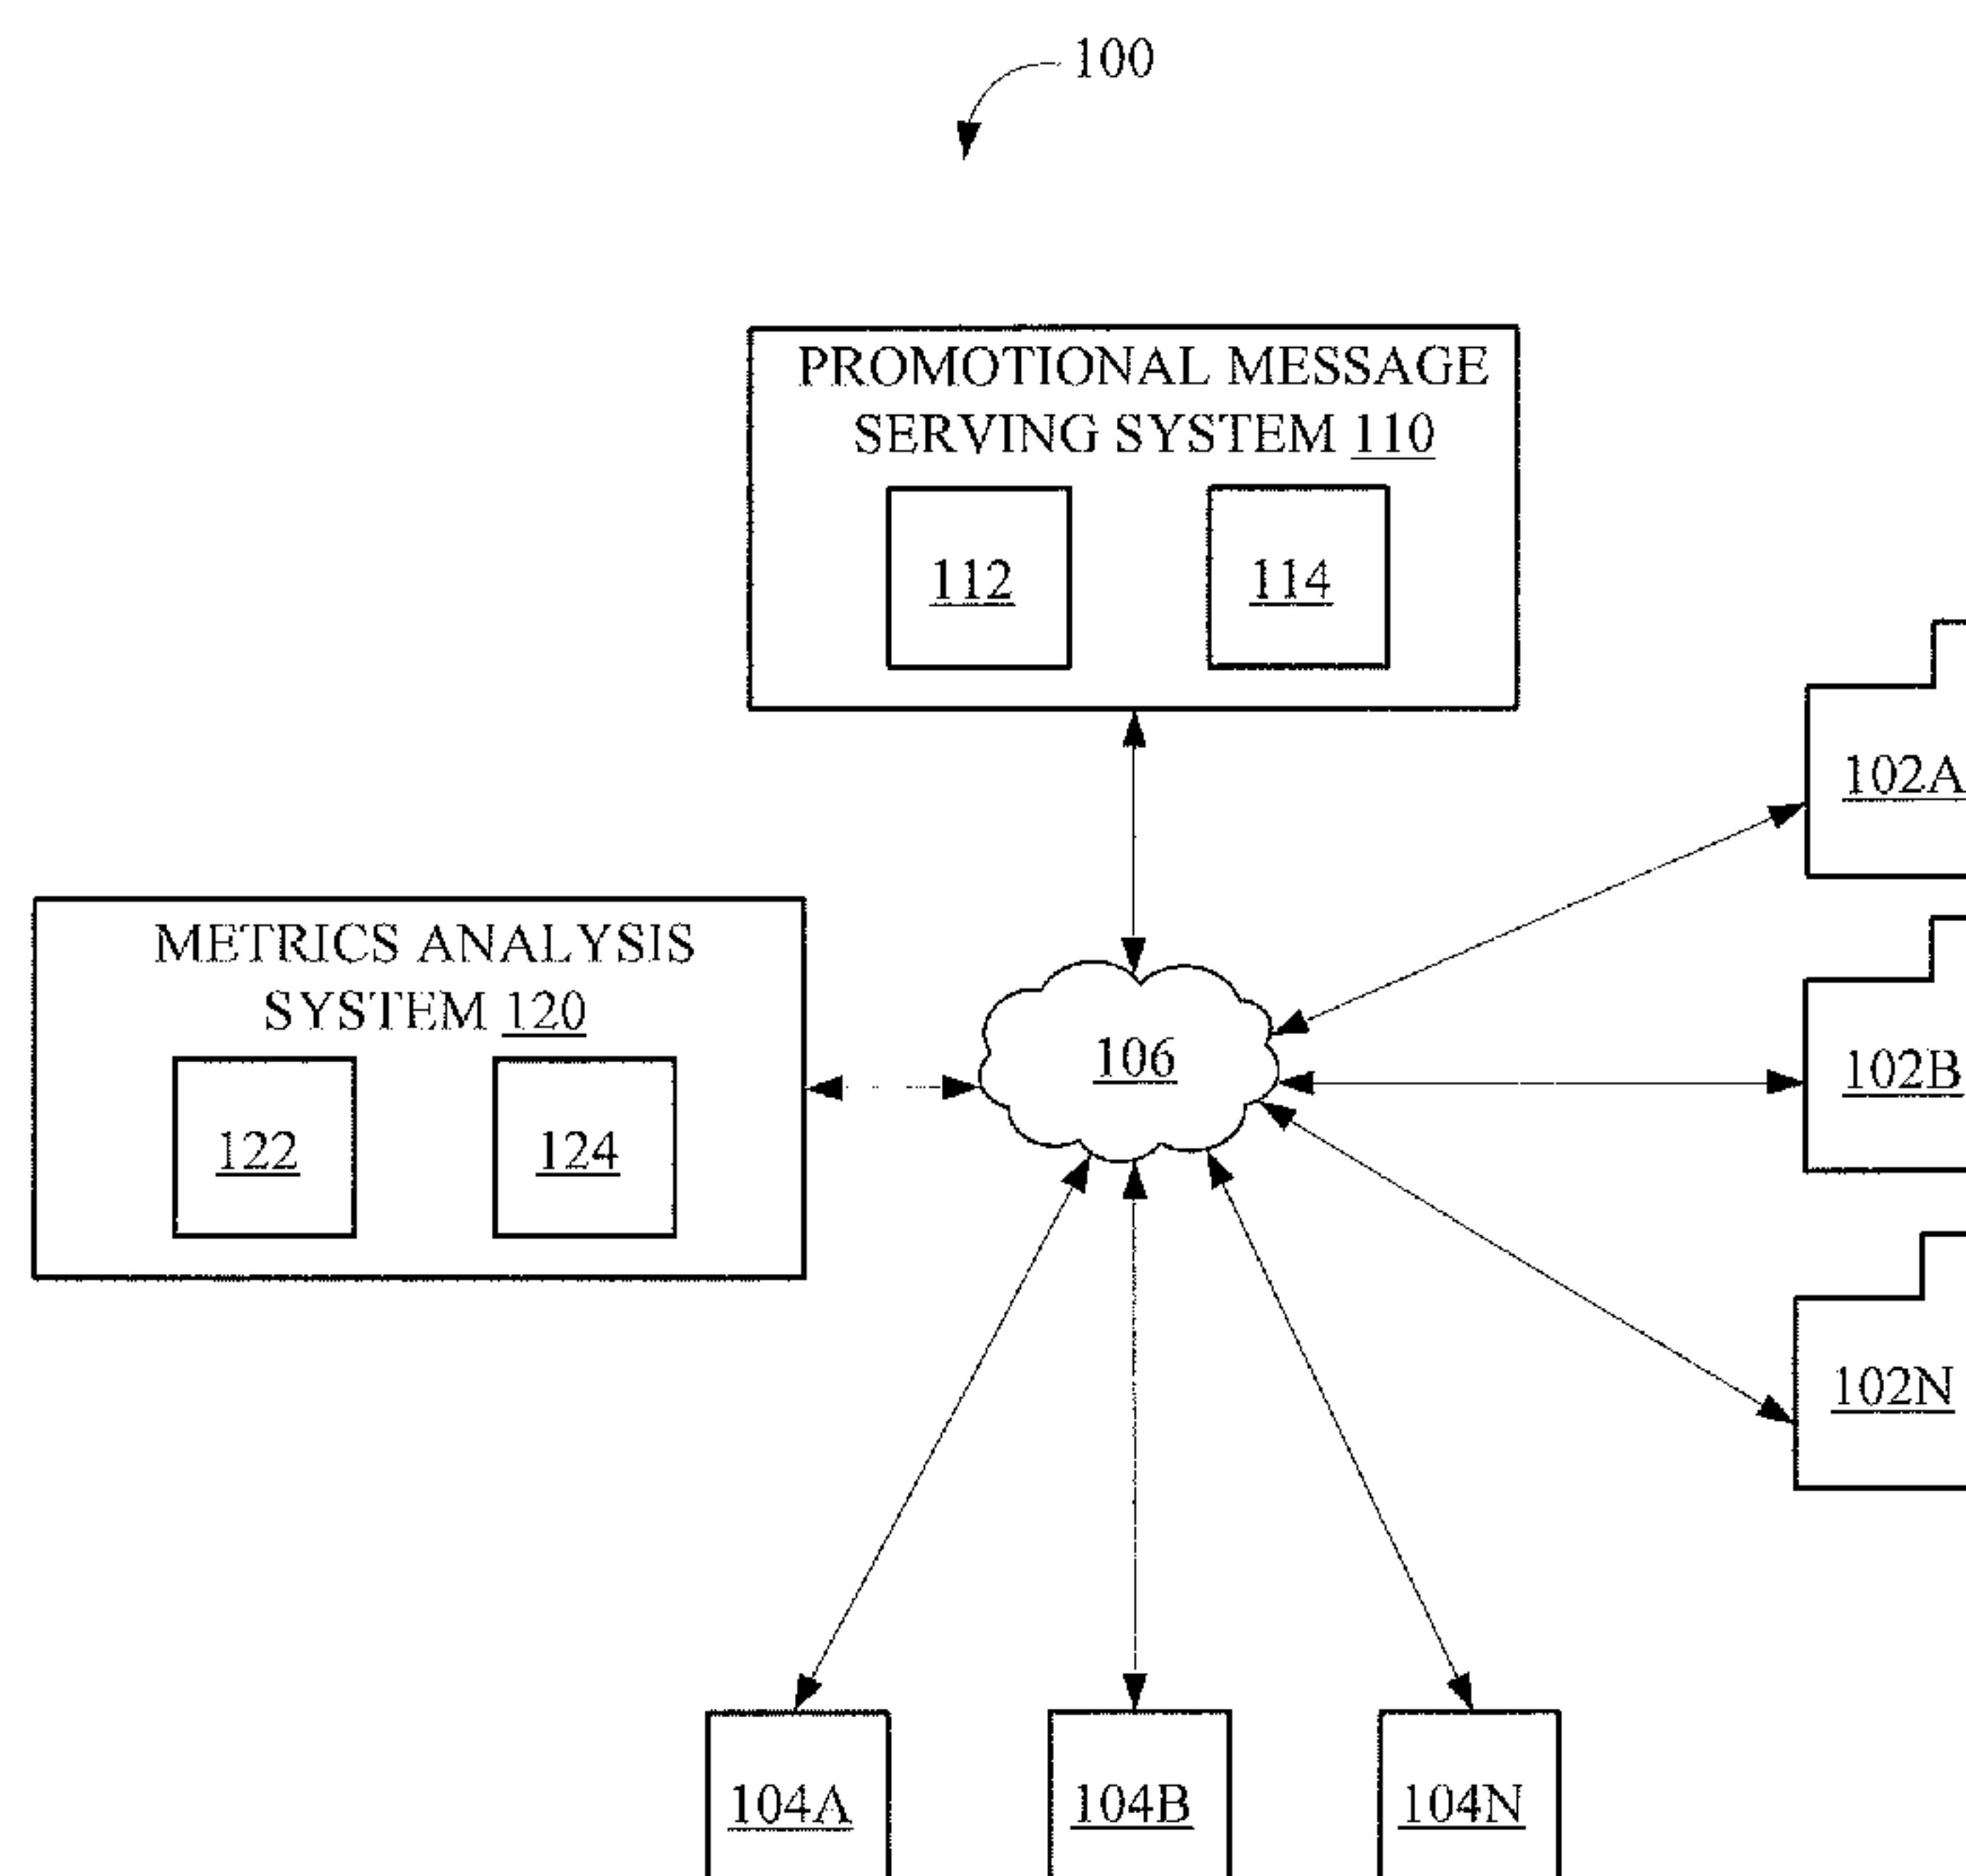 100
PROMOTIONAL MESSAGE
SERVING SYSTEM 110
112
114
102A
METRICS ANALYSIS
SYSTEM 120
106
102B
122
124
102N
104A
104B
104N